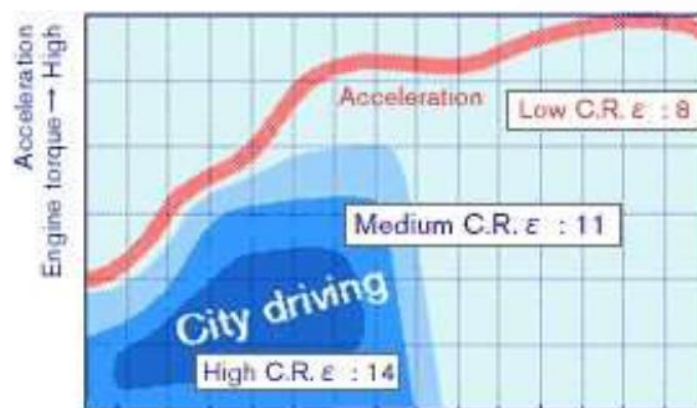 Acceleration
Engine torque → High
Acceleration
Low C.R. ε : 8
Medium C.R. ε : 11
City driving
High C.R. ε : 14